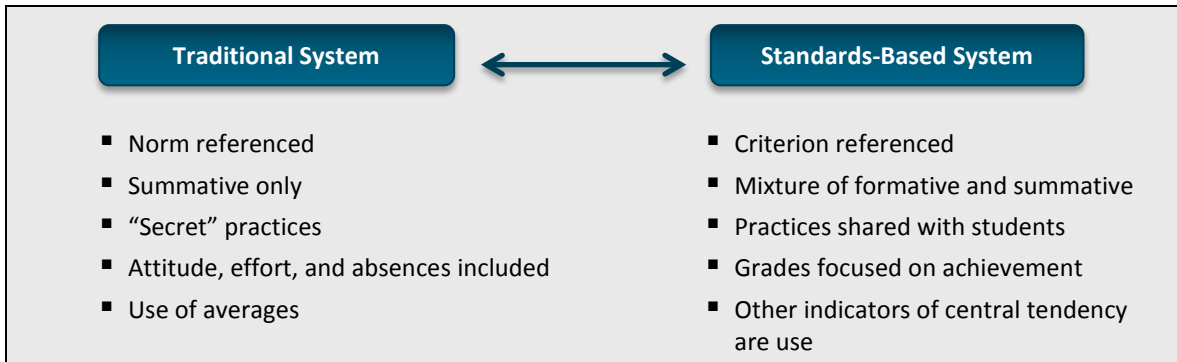 Traditional System
Standards-Based System
▪ Norm referenced
▪ Summative only
▪ “Secret” practices
▪ Attitude, effort, and absences included
▪ Use of averages
▪ Criterion referenced
▪ Mixture of formative and summative
▪ Practices shared with students
▪ Grades focused on achievement
▪ Other indicators of central tendency
are use